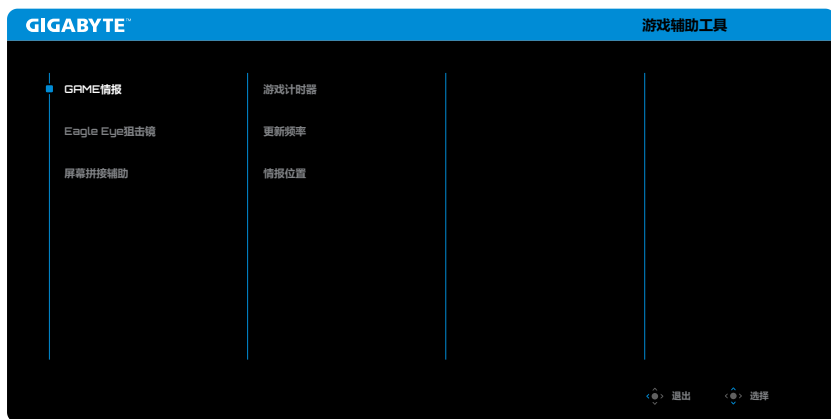 GIGABYTE™
游戏辅助工具
GAME情报
游戏计时器
Eagle Eye狙击镜
更新频率
屏幕拼接辅助
情报位置
退出
选择